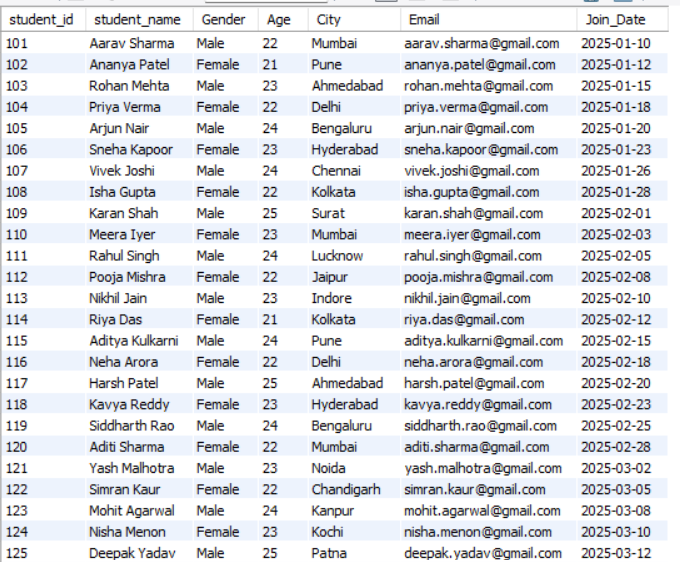 student_id student_name Gender Age City Email Join_Date
101 Aarav Sharma Male 22 Mumbai aarav.sharma@gmail.com 2025-01-10
102 Ananya Patel Female 21 Pune ananya.patel@gmail.com 2025-01-12
103 Rohan Mehta Male 23 Ahmedabad rohan.mehta@gmail.com 2025-01-15
104 Priya Verma Female 22 Delhi priya.verma@gmail.com 2025-01-18
105 Arjun Nair Male 24 Bengaluru arjun.nair@gmail.com 2025-01-20
106 Sneha Kapoor Female 23 Hyderabad sneha.kapoor@gmail.com 2025-01-23
107 Vivek Joshi Male 24 Chennai vivek.joshi@gmail.com 2025-01-26
108 Isha Gupta Female 22 Kolkata isha.gupta@gmail.com 2025-01-28
109 Karan Shah Male 25 Surat karan.shah@gmail.com 2025-02-01
110 Meera Iyer Female 23 Mumbai meera.iyer@gmail.com 2025-02-03
111 Rahul Singh Male 24 Lucknow rahul.singh@gmail.com 2025-02-05
112 Pooja Mishra Female 22 Jaipur pooja.mishra@gmail.com 2025-02-08
113 Nikhil Jain Male 23 Indore nikhil.jain@gmail.com 2025-02-10
114 Riya Das Female 21 Kolkata riya.das@gmail.com 2025-02-12
115 Aditya Kulkarni Male 24 Pune aditya.kulkarni@gmail.com 2025-02-15
116 Neha Arora Female 22 Delhi neha.arora@gmail.com 2025-02-18
117 Harsh Patel Male 25 Ahmedabad harsh.patel@gmail.com 2025-02-20
118 Kavya Reddy Female 23 Hyderabad kavya.reddy@gmail.com 2025-02-23
119 Siddharth Rao Male 24 Bengaluru siddharth.rao@gmail.com 2025-02-25
120 Aditi Sharma Female 22 Mumbai aditi.sharma@gmail.com 2025-02-28
121 Yash Malhotra Male 23 Noida yash.malhotra@gmail.com 2025-03-02
122 Simran Kaur Female 22 Chandigarh simran.kaur@gmail.com 2025-03-05
123 Mohit Agarwal Male 24 Kanpur mohit.agarwal@gmail.com 2025-03-08
124 Nisha Menon Female 23 Kochi nisha.menon@gmail.com 2025-03-10
125 Deepak Yadav Male 25 Patna deepak.yadav@gmail.com 2025-03-12